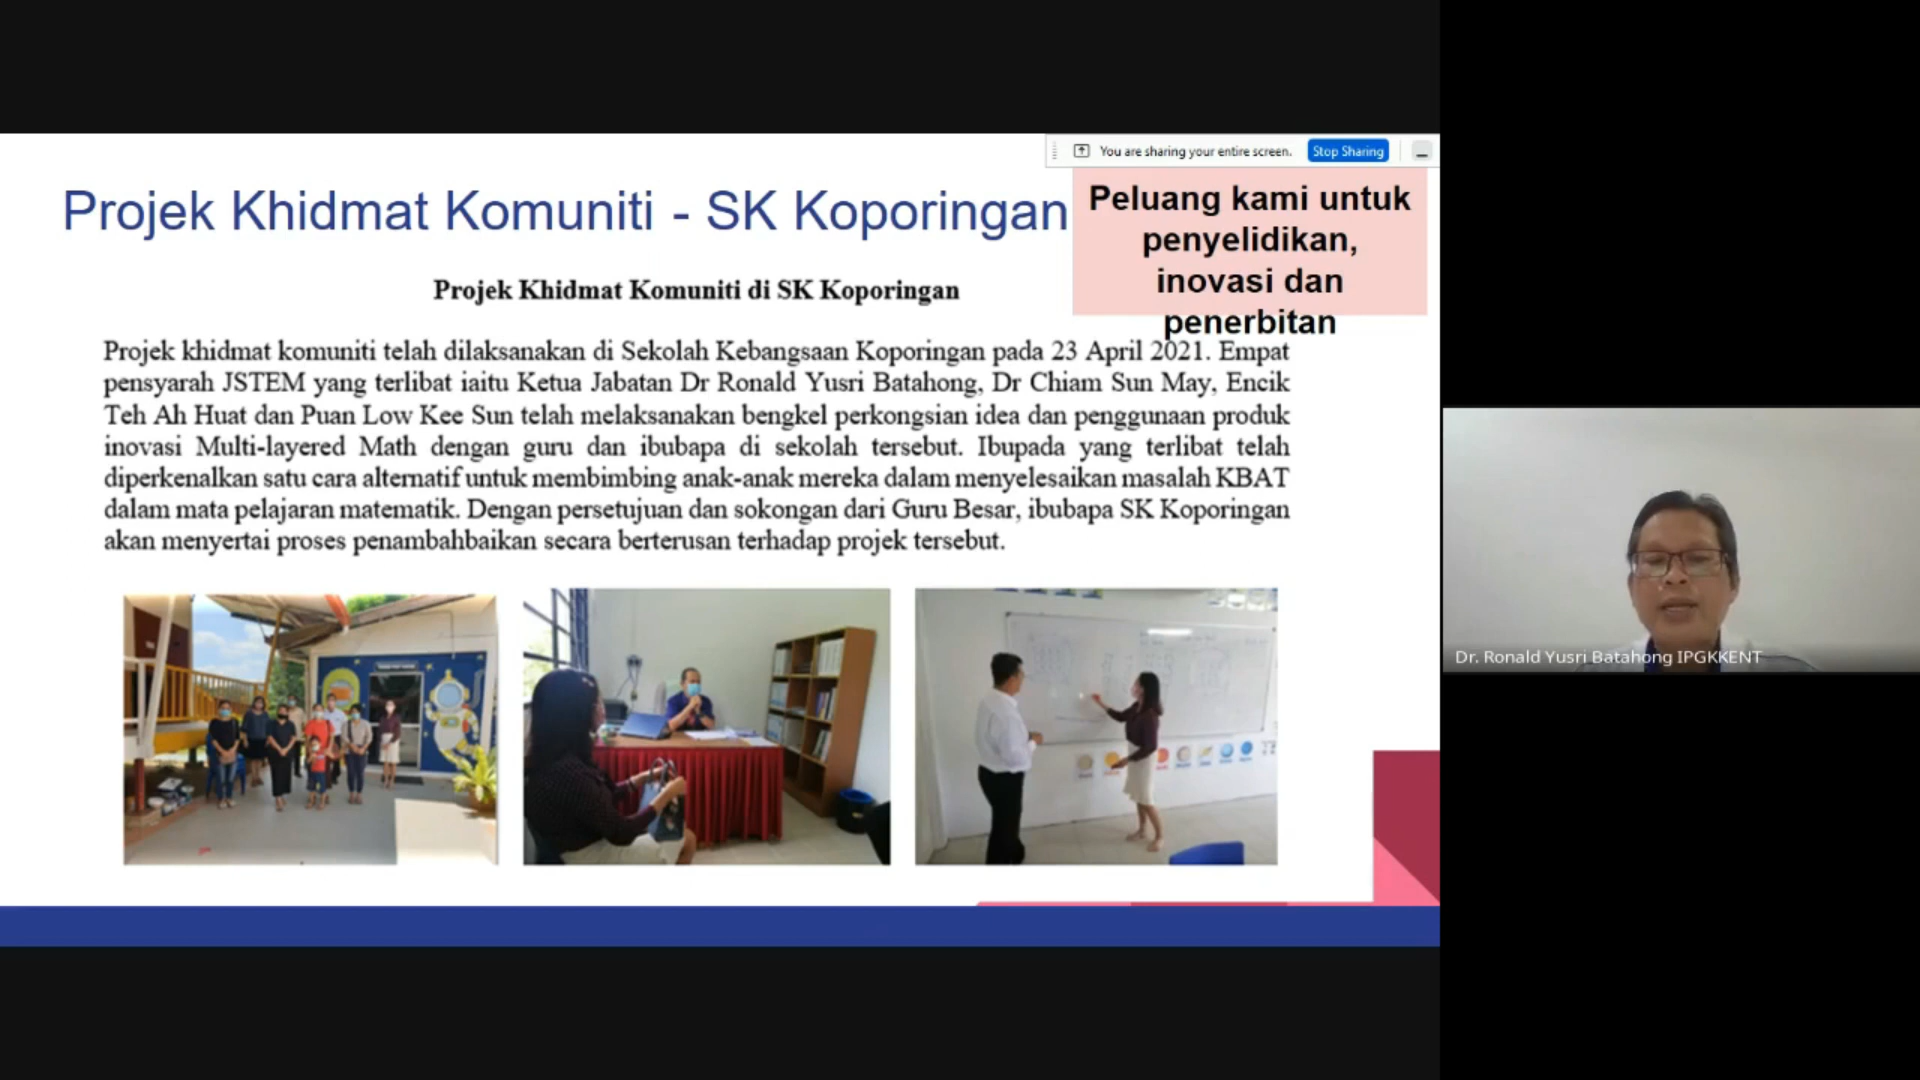 You are sharing your entire screen.
Stop Sharing
Projek Khidmat Komuniti - SK Koporingan
Peluang kami untuk
penyelidikan,
inovasi dan
penerbitan
Projek Khidmat Komuniti di SK Koporingan
Projek khidmat komuniti telah dilaksanakan di Sekolah Kebangsaan Koporingan pada 23 April 2021. Empat
pensyarah JSTEM yang terlibat iaitu Ketua Jabatan Dr Ronald Yusri Batahong, Dr Chiam Sun May, Encik
Teh Ah Huat dan Puan Low Kee Sun telah melaksanakan bengkel perkongsian idea dan penggunaan produk
inovasi Multi-layered Math dengan guru dan ibubapa di sekolah tersebut. Ibupada yang terlibat telah
diperkenalkan satu cara alternatif untuk membimbing anak-anak mereka dalam menyelesaikan masalah KBAT
dalam mata pelajaran matematik. Dengan persetujuan dan sokongan dari Guru Besar, ibubapa SK Koporingan
akan menyertai proses penambahbaikan secara berterusan terhadap projek tersebut.
Dr. Ronald Yusri Batahong IPGKKENT